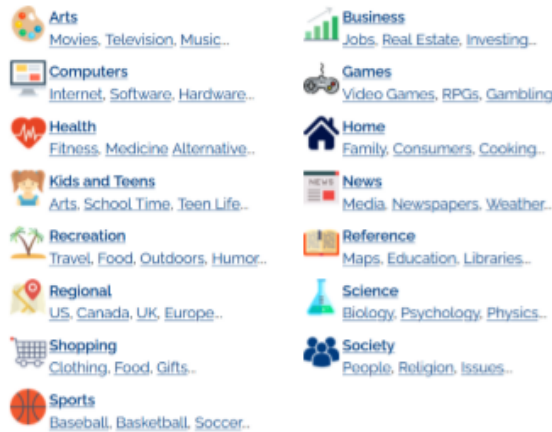 Arts
Movies, Television, Music...
Computers
Internet, Software, Hardware...
Health
Fitness, Medicine Alternative...
Kids and Teens
Arts, School Time, Teen Life...
Recreation
Travel, Food, Outdoors, Humor...
Regional
US, Canada, UK, Europe...
Shopping
Clothing, Food, Gifts...
Sports
Baseball, Basketball, Soccer...
Business
Jobs, Real Estate, Investing...
Games
Video Games, RPGs, Gambling
Home
Family, Consumers, Cooking...
NEWS
News
Media, Newspapers, Weather...
Reference
Maps, Education, Libraries...
Science
Biology, Psychology, Physics...
Society
People, Religion, Issues...